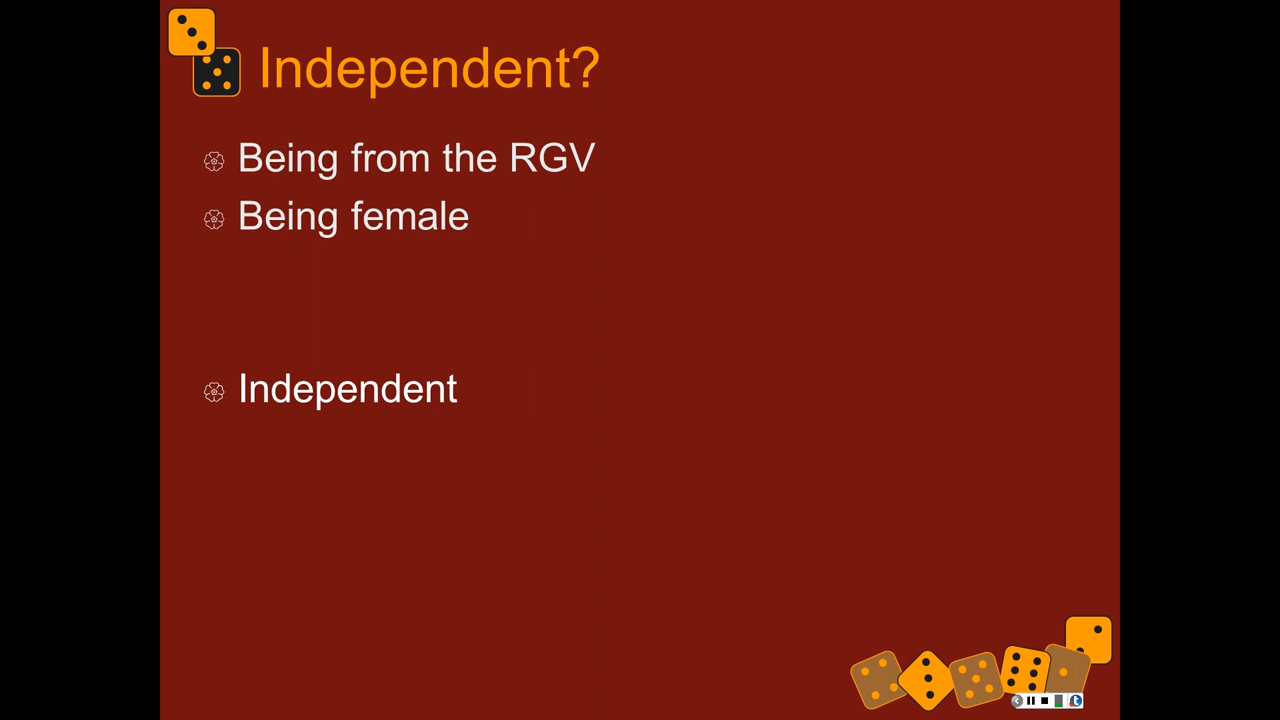 Independent?
Being from the RGV
Being female
Independent